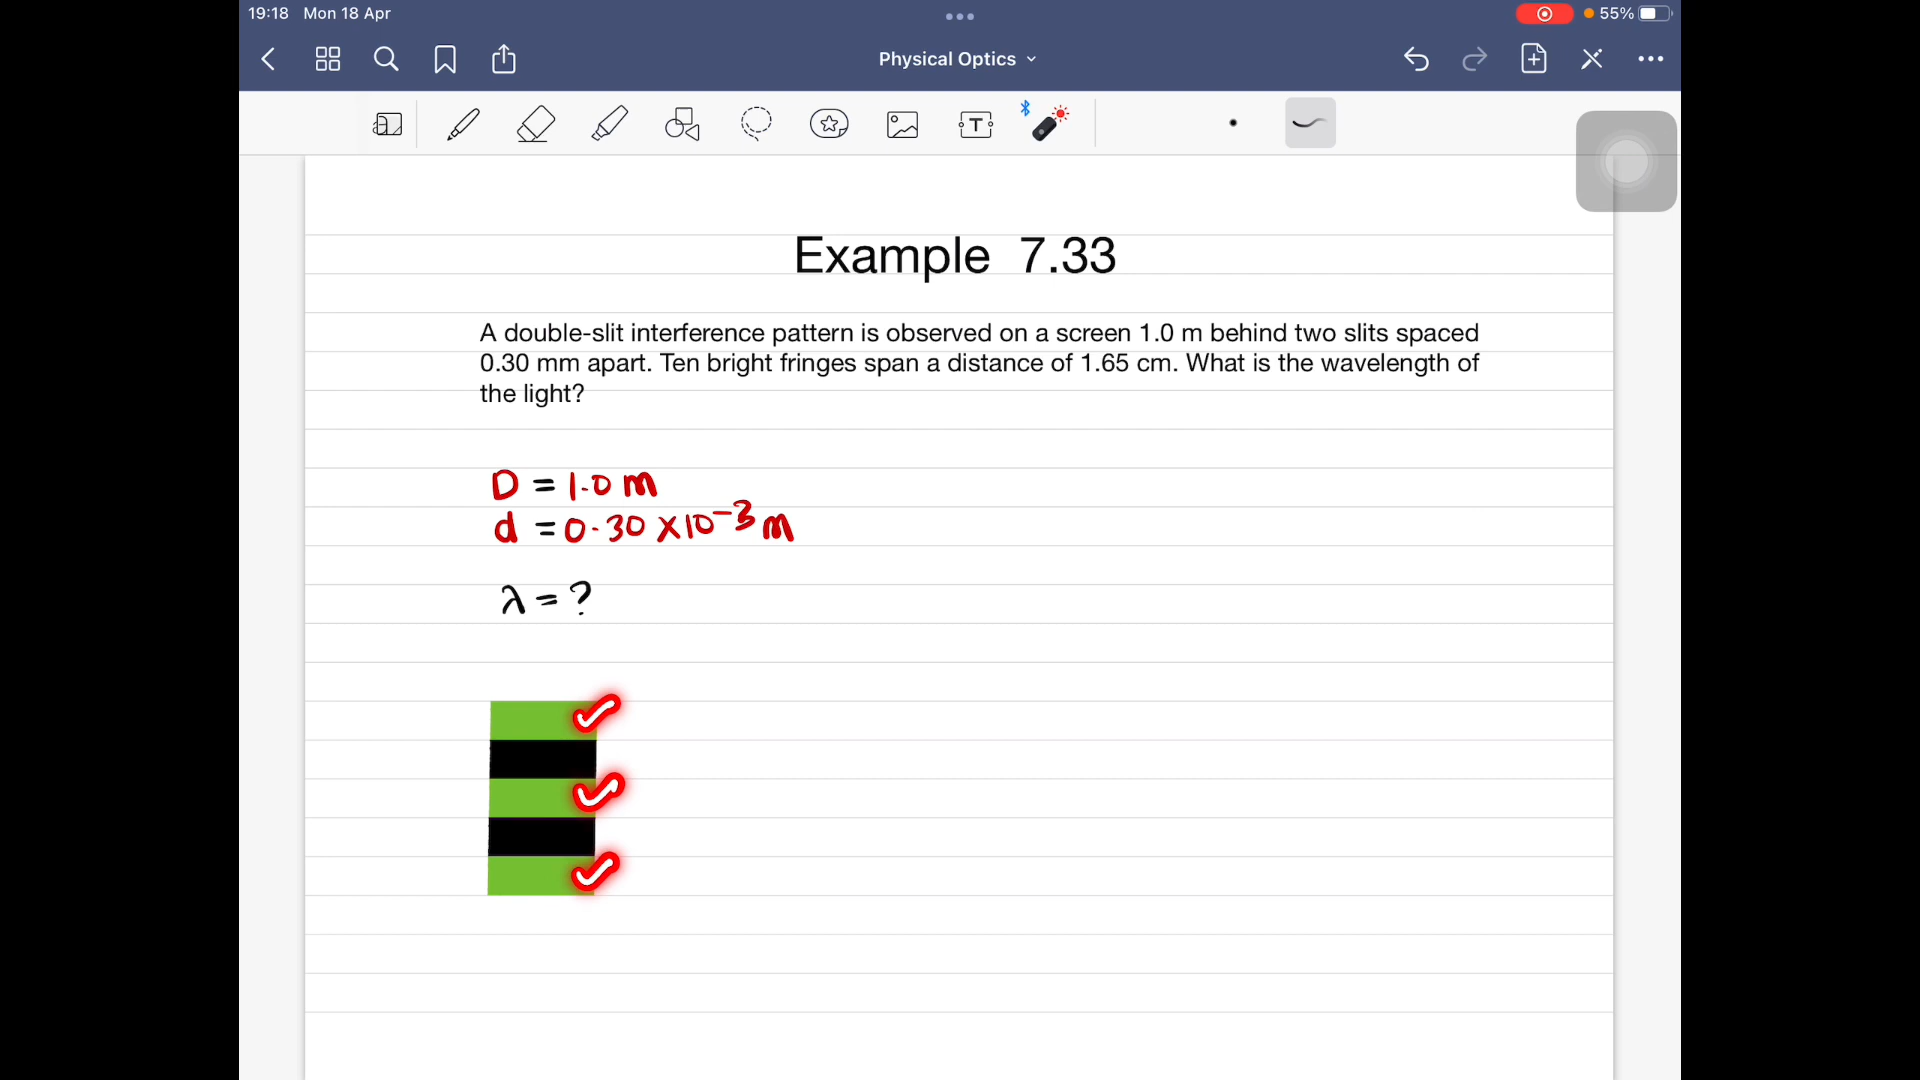 19:18 Mon 18 Apr
55%
Physical Optics
T
Example 7.33
A double-slit interference pattern is observed on a screen 1.0 m behind two slits spaced
0.30 mm apart. Ten bright fringes span a distance of 1.65 cm. What is the wavelength of
the light?
D = 1.0 m
d = 0.30 ×10⁻³ m
λ = ?